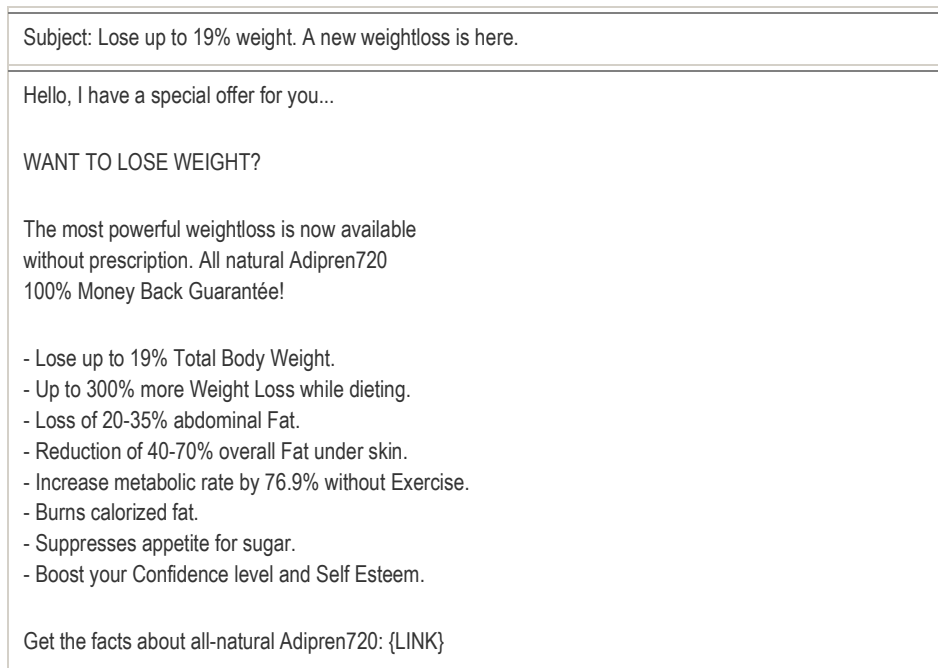 Subject: Lose up to 19% weight. A new weightloss is here.
Hello, I have a special offer for you...
WANT TO LOSE WEIGHT?
The most powerful weightloss is now available
without prescription. All natural Adipren720
100% Money Back Guarantée!
- Lose up to 19% Total Body Weight.
- Up to 300% more Weight Loss while dieting.
- Loss of 20-35% abdominal Fat.
- Reduction of 40-70% overall Fat under skin.
- Increase metabolic rate by 76.9% without Exercise.
- Burns calorized fat.
- Suppresses appetite for sugar.
- Boost your Confidence level and Self Esteem.
Get the facts about all-natural Adipren720: {LINK}